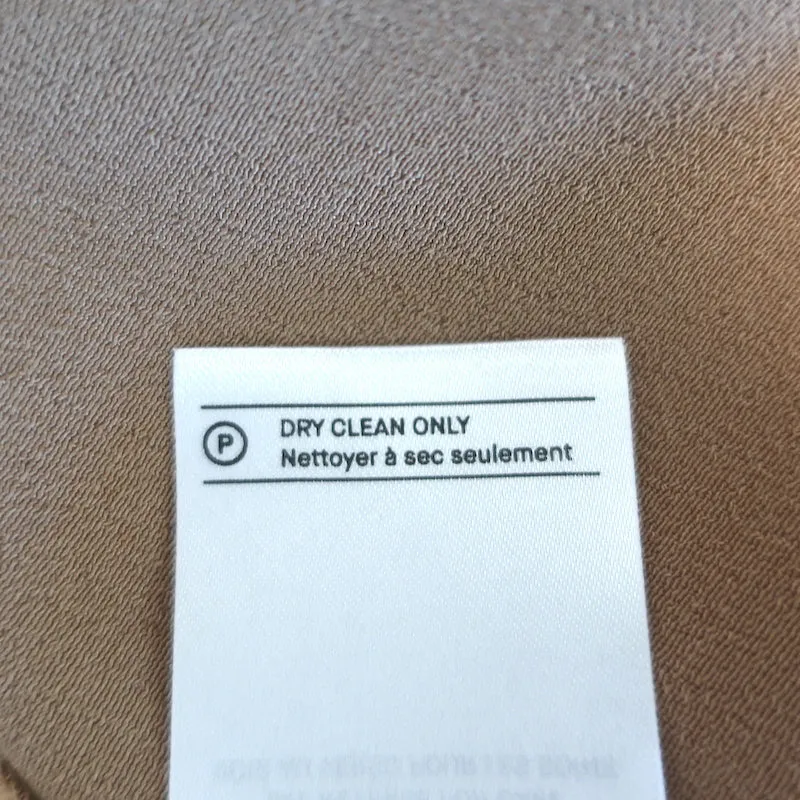 P
DRY CLEAN ONLY
Nettoyer à sec seulement